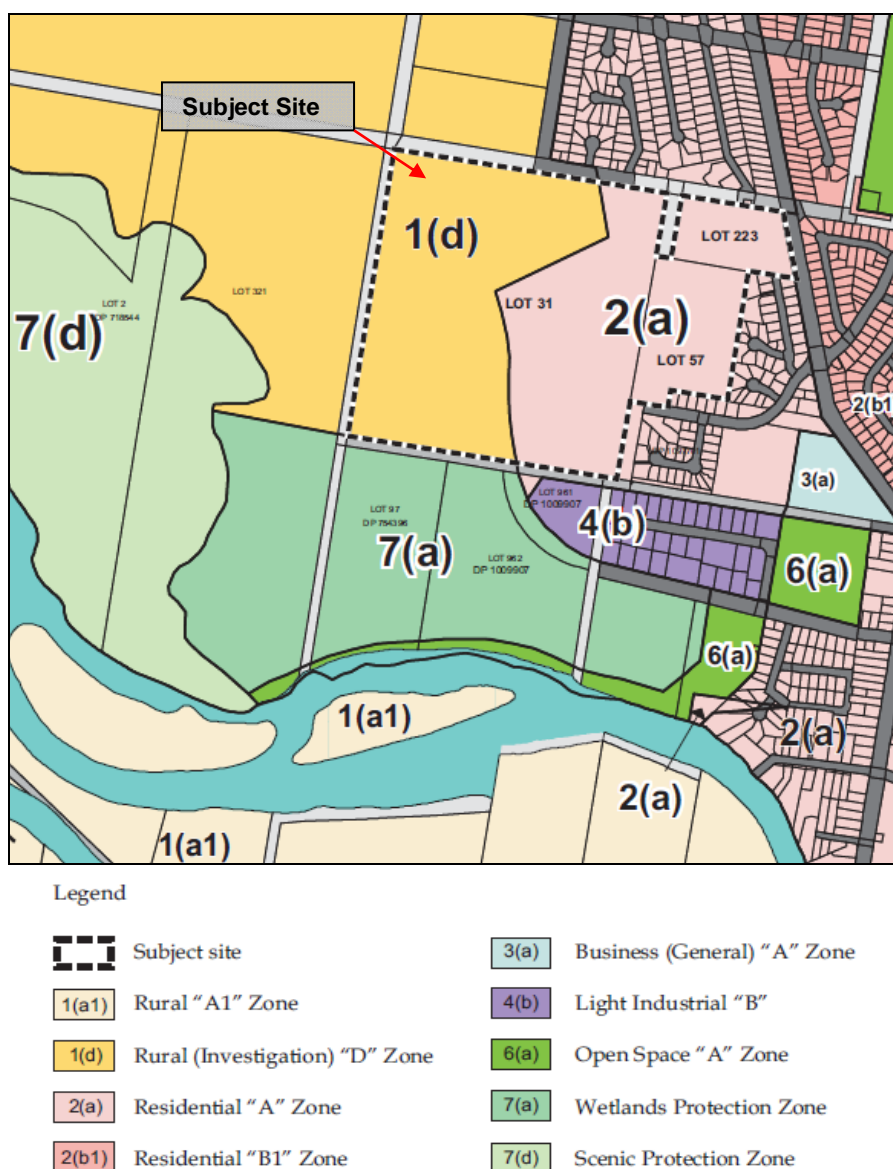 Subject Site
1(d)
LOT 223
LOT 321
LOT 2
DP 718844
7(d)
LOT 31
2(a)
LOT 57
2(b1
3(a)
LOT 97
DP 784396
LOT 961
DP 1009907
4(b)
7(a)
LOT 962
DP 1009907
6(a)
6(a)
1(a1)
2(a)
2(a)
1(a1)
Legend
Subject site
1(a1) Rural “A1” Zone
1(d) Rural (Investigation) “D” Zone
2(a) Residential “A” Zone
2(b1) Residential “B1” Zone
3(a) Business (General) “A” Zone
4(b) Light Industrial “B”
6(a) Open Space “A” Zone
7(a) Wetlands Protection Zone
7(d) Scenic Protection Zone